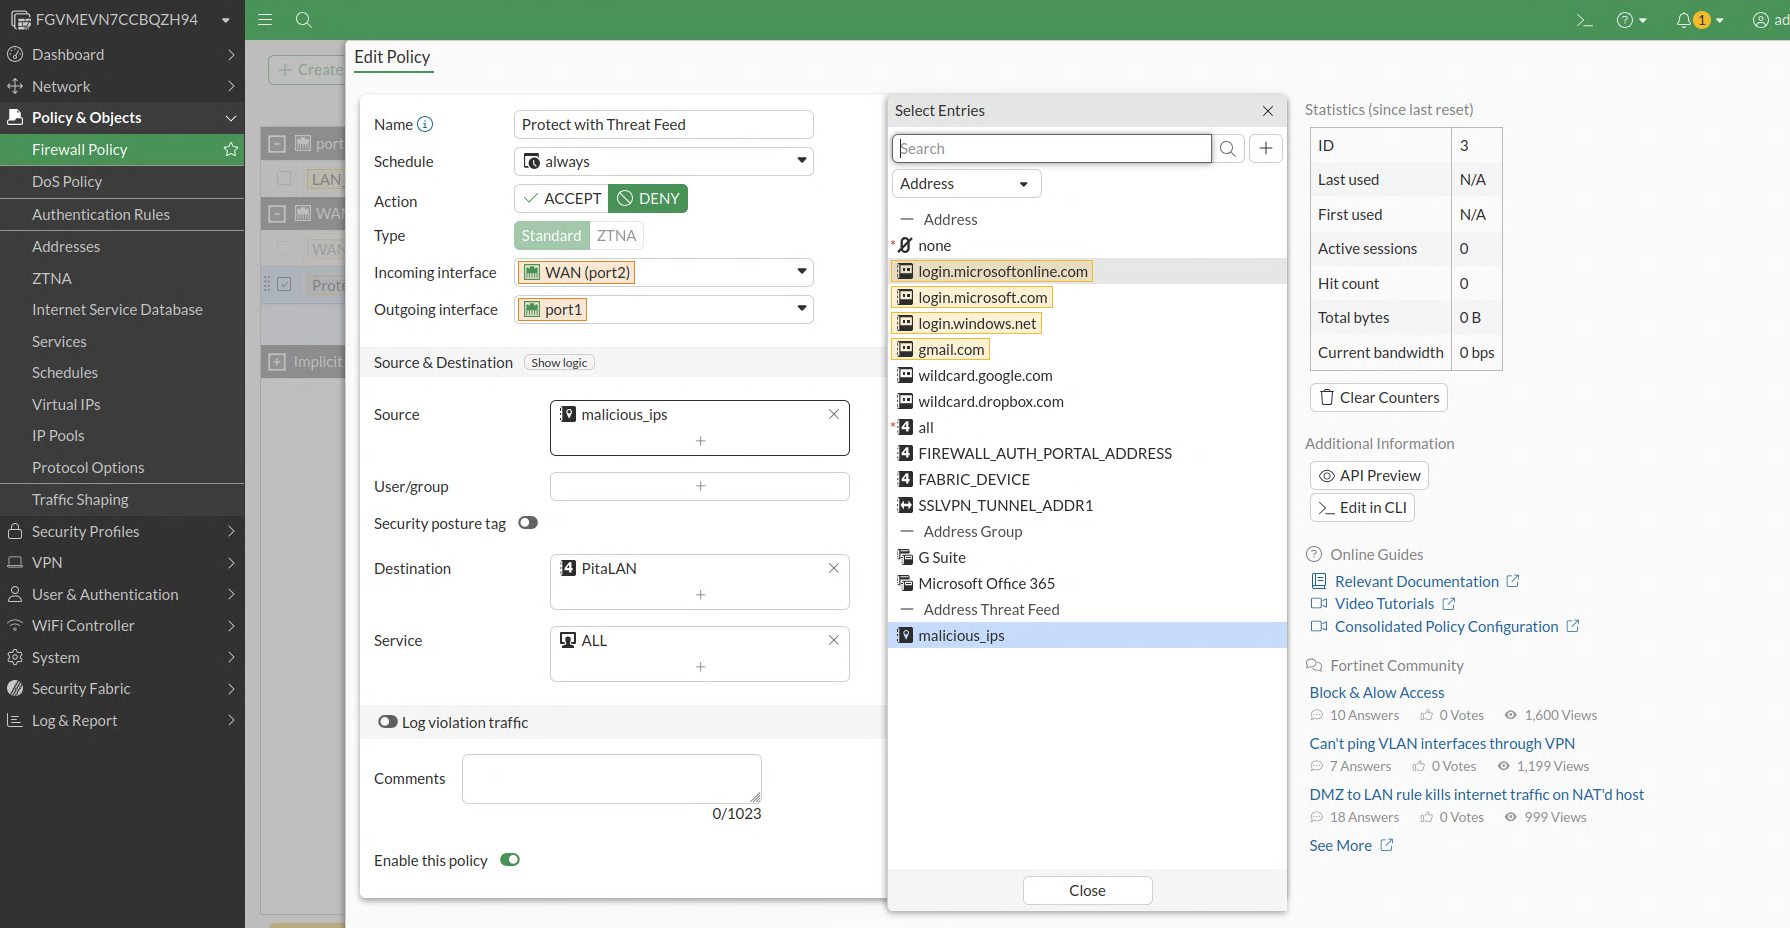 FGVMEVN7CCBQZH94
1
ad
Dashboard
Network
Policy & Objects
Firewall Policy
DoS Policy
Authentication Rules
Addresses
ZTNA
Internet Service Database
Services
Schedules
Virtual IPs
IP Pools
Protocol Options
Traffic Shaping
Security Profiles
VPN
User & Authentication
WiFi Controller
System
Security Fabric
Log & Report
Create
port
LAN_
WAN
WAN
Prote
Implicit
Edit Policy
Name
Protect with Threat Feed
Schedule
always
Action
ACCEPT
DENY
Type
Standard
ZTNA
Incoming interface
WAN (port2)
Outgoing interface
port1
Source & Destination
Show logic
Source
malicious_ips
+
User/group
+
Security posture tag
Destination
4 PitaLAN
+
Service
ALL
+
Log violation traffic
Comments
0/1023
Enable this policy
Select Entries
Search
+
Address
Address
* none
login.microsoftonline.com
login.microsoft.com
login.windows.net
gmail.com
wildcard.google.com
wildcard.dropbox.com
* 4 all
4 FIREWALL_AUTH_PORTAL_ADDRESS
4 FABRIC_DEVICE
SSLVPN_TUNNEL_ADDR1
Address Group
G Suite
Microsoft Office 365
Address Threat Feed
malicious_ips
Close
Statistics (since last reset)
ID 3
Last used N/A
First used N/A
Active sessions 0
Hit count 0
Total bytes 0 B
Current bandwidth 0 bps
Clear Counters
Additional Information
API Preview
>_ Edit in CLI
Online Guides
Relevant Documentation
Video Tutorials
Consolidated Policy Configuration
Fortinet Community
Block & Alow Access
10 Answers 0 Votes 1,600 Views
Can't ping VLAN interfaces through VPN
7 Answers 0 Votes 1,199 Views
DMZ to LAN rule kills internet traffic on NAT'd host
18 Answers 0 Votes 999 Views
See More